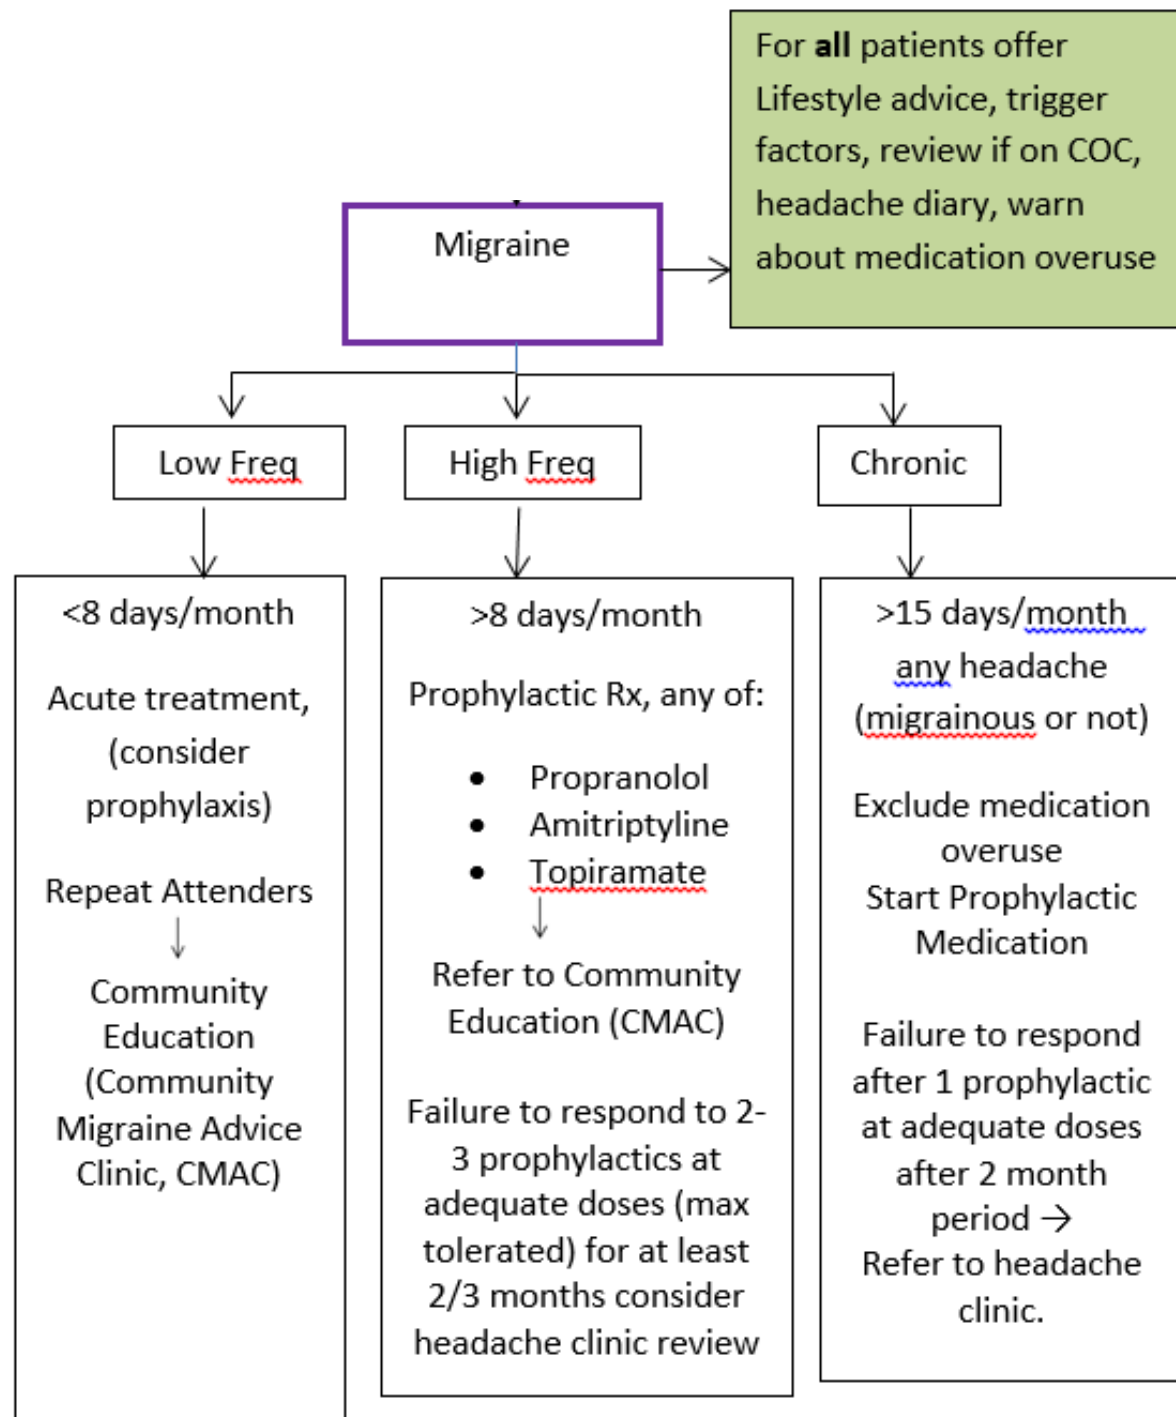 For all patients offer
Lifestyle advice, trigger
factors, review if on COC,
headache diary, warn
about medication overuse
Migraine
Low Freq
High Freq
Chronic
<8 days/month
Acute treatment,
(consider
prophylaxis)
Repeat Attenders
↓
Community
Education
(Community
Migraine Advice
Clinic, CMAC)
>8 days/month
Prophylactic Rx, any of:
• Propranolol
• Amitriptyline
• Topiramate
↓
Refer to Community
Education (CMAC)
Failure to respond to 2-
3 prophylactics at
adequate doses (max
tolerated) for at least
2/3 months consider
headache clinic review
>15 days/month
any headache
(migrainous or not)
Exclude medication
overuse
Start Prophylactic
Medication
Failure to respond
after 1 prophylactic
at adequate doses
after 2 month
period →
Refer to headache
clinic.